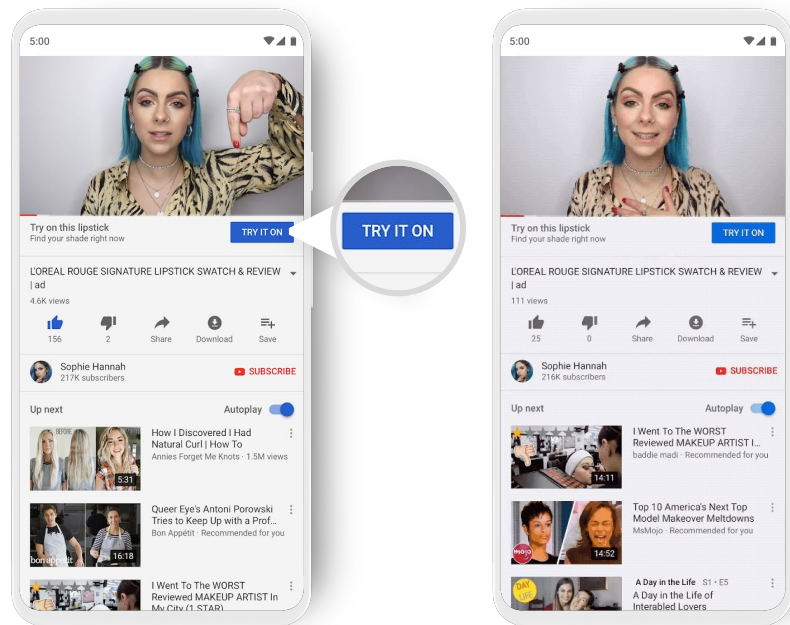 5:00
Try on this lipstick
Find your shade right now
TRY IT ON
TRY IT ON
L'OREAL ROUGE SIGNATURE LIPSTICK SWATCH & REVIEW
| ad
4.6K views
156
2
Share
Download
Save
Sophie Hannah
217K subscribers
SUBSCRIBE
Up next
Autoplay
BEFORE
5:31
How I Discovered I Had
Natural Curl | How To
Annies Forget Me Knots · 1.5M views
bon appétit
16:18
Queer Eye's Antoni Porowski
Tries to Keep Up with a Prof...
Bon Appétit · Recommended for you
I Went To The WORST
Reviewed MAKEUP ARTIST In
My City (1 STAR)
5:00
Try on this lipstick
Find your shade right now
TRY IT ON
L'OREAL ROUGE SIGNATURE LIPSTICK SWATCH & REVIEW
| ad
111 views
25
0
Share
Download
Save
Sophie Hannah
216K subscribers
SUBSCRIBE
Up next
Autoplay
14:11
I Went To The WORST
Reviewed MAKEUP ARTIST I...
baddie madi · Recommended for you
mojo
14:52
Top 10 America's Next Top
Model Makeover Meltdowns
MsMojo · Recommended for you
DAY
LIFE
A Day in the Life S1 • E5
A Day in the Life of
Interabled Lovers